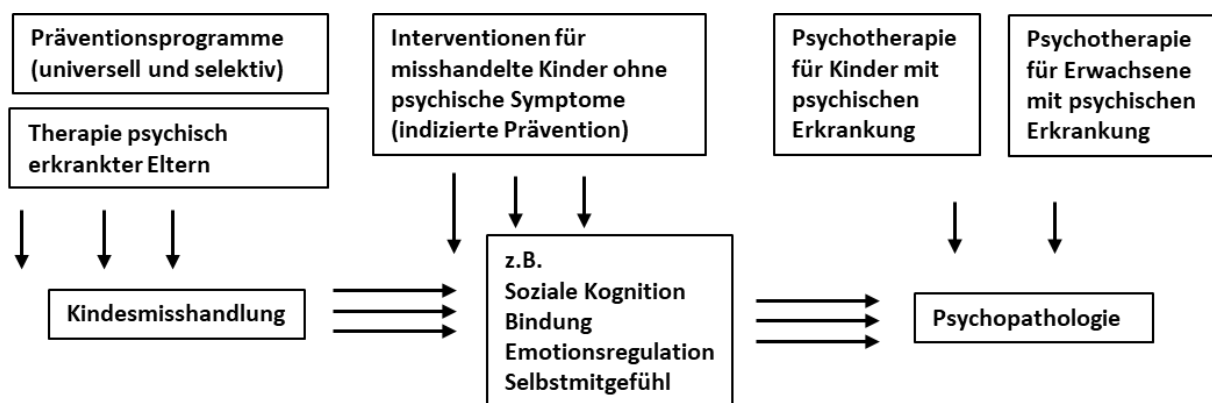 Präventionsprogramme
(universell und selektiv)
Therapie psychisch
erkrankter Eltern
Interventionen für
misshandelte Kinder ohne
psychische Symptome
(indizierte Prävention)
Psychotherapie
für Kinder mit
psychischen
Erkrankung
Psychotherapie
für Erwachsene
mit psychischen
Erkrankung
Kindesmisshandlung
z.B.
Soziale Kognition
Bindung
Emotionsregulation
Selbstmitgefühl
Psychopathologie